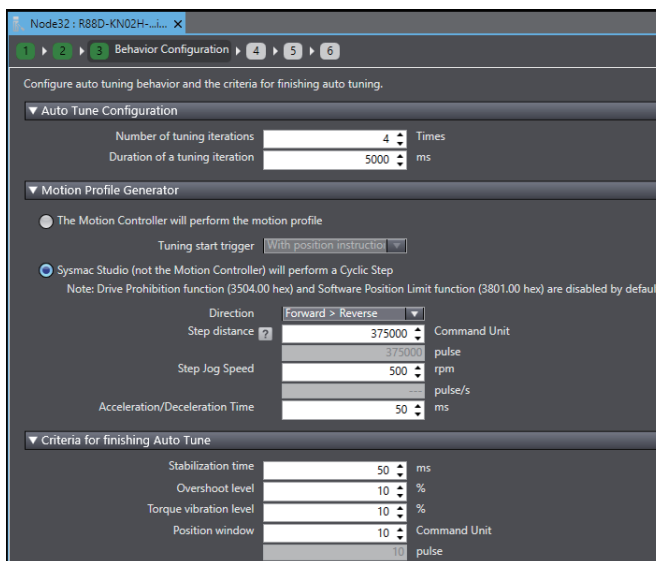 Node32 : R88D-KN02H-...i... ×
1 2 3 Behavior Configuration 4 5 6
Configure auto tuning behavior and the criteria for finishing auto tuning.
Auto Tune Configuration
Number of tuning iterations 4 Times
Duration of a tuning iteration 5000 ms
Motion Profile Generator
The Motion Controller will perform the motion profile
Tuning start trigger With position instruction
Sysmac Studio (not the Motion Controller) will perform a Cyclic Step
Note: Drive Prohibition function (3504.00 hex) and Software Position Limit function (3801.00 hex) are disabled by defaul
Direction Forward > Reverse
Step distance ? 375000 Command Unit
375000 pulse
Step Jog Speed 500 rpm
--- pulse/s
Acceleration/Deceleration Time 50 ms
Criteria for finishing Auto Tune
Stabilization time 50 ms
Overshoot level 10 %
Torque vibration level 10 %
Position window 10 Command Unit
10 pulse